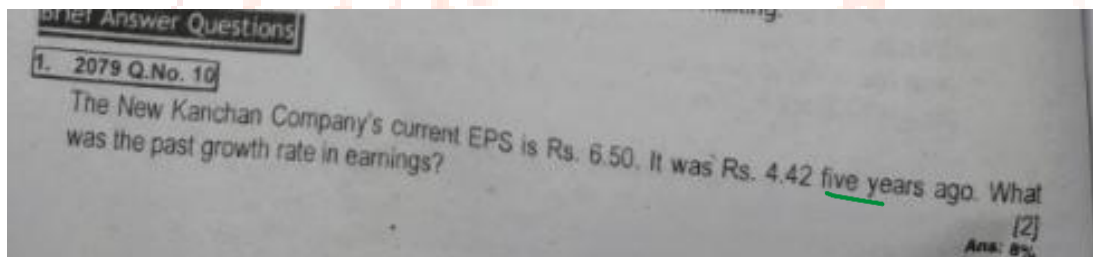 Brief Answer Questions
1. 2079 Q.No. 10
The New Kanchan Company's current EPS is Rs. 6.50. It was Rs. 4.42 five years ago. What
was the past growth rate in earnings?
[2]
Ans: 8%